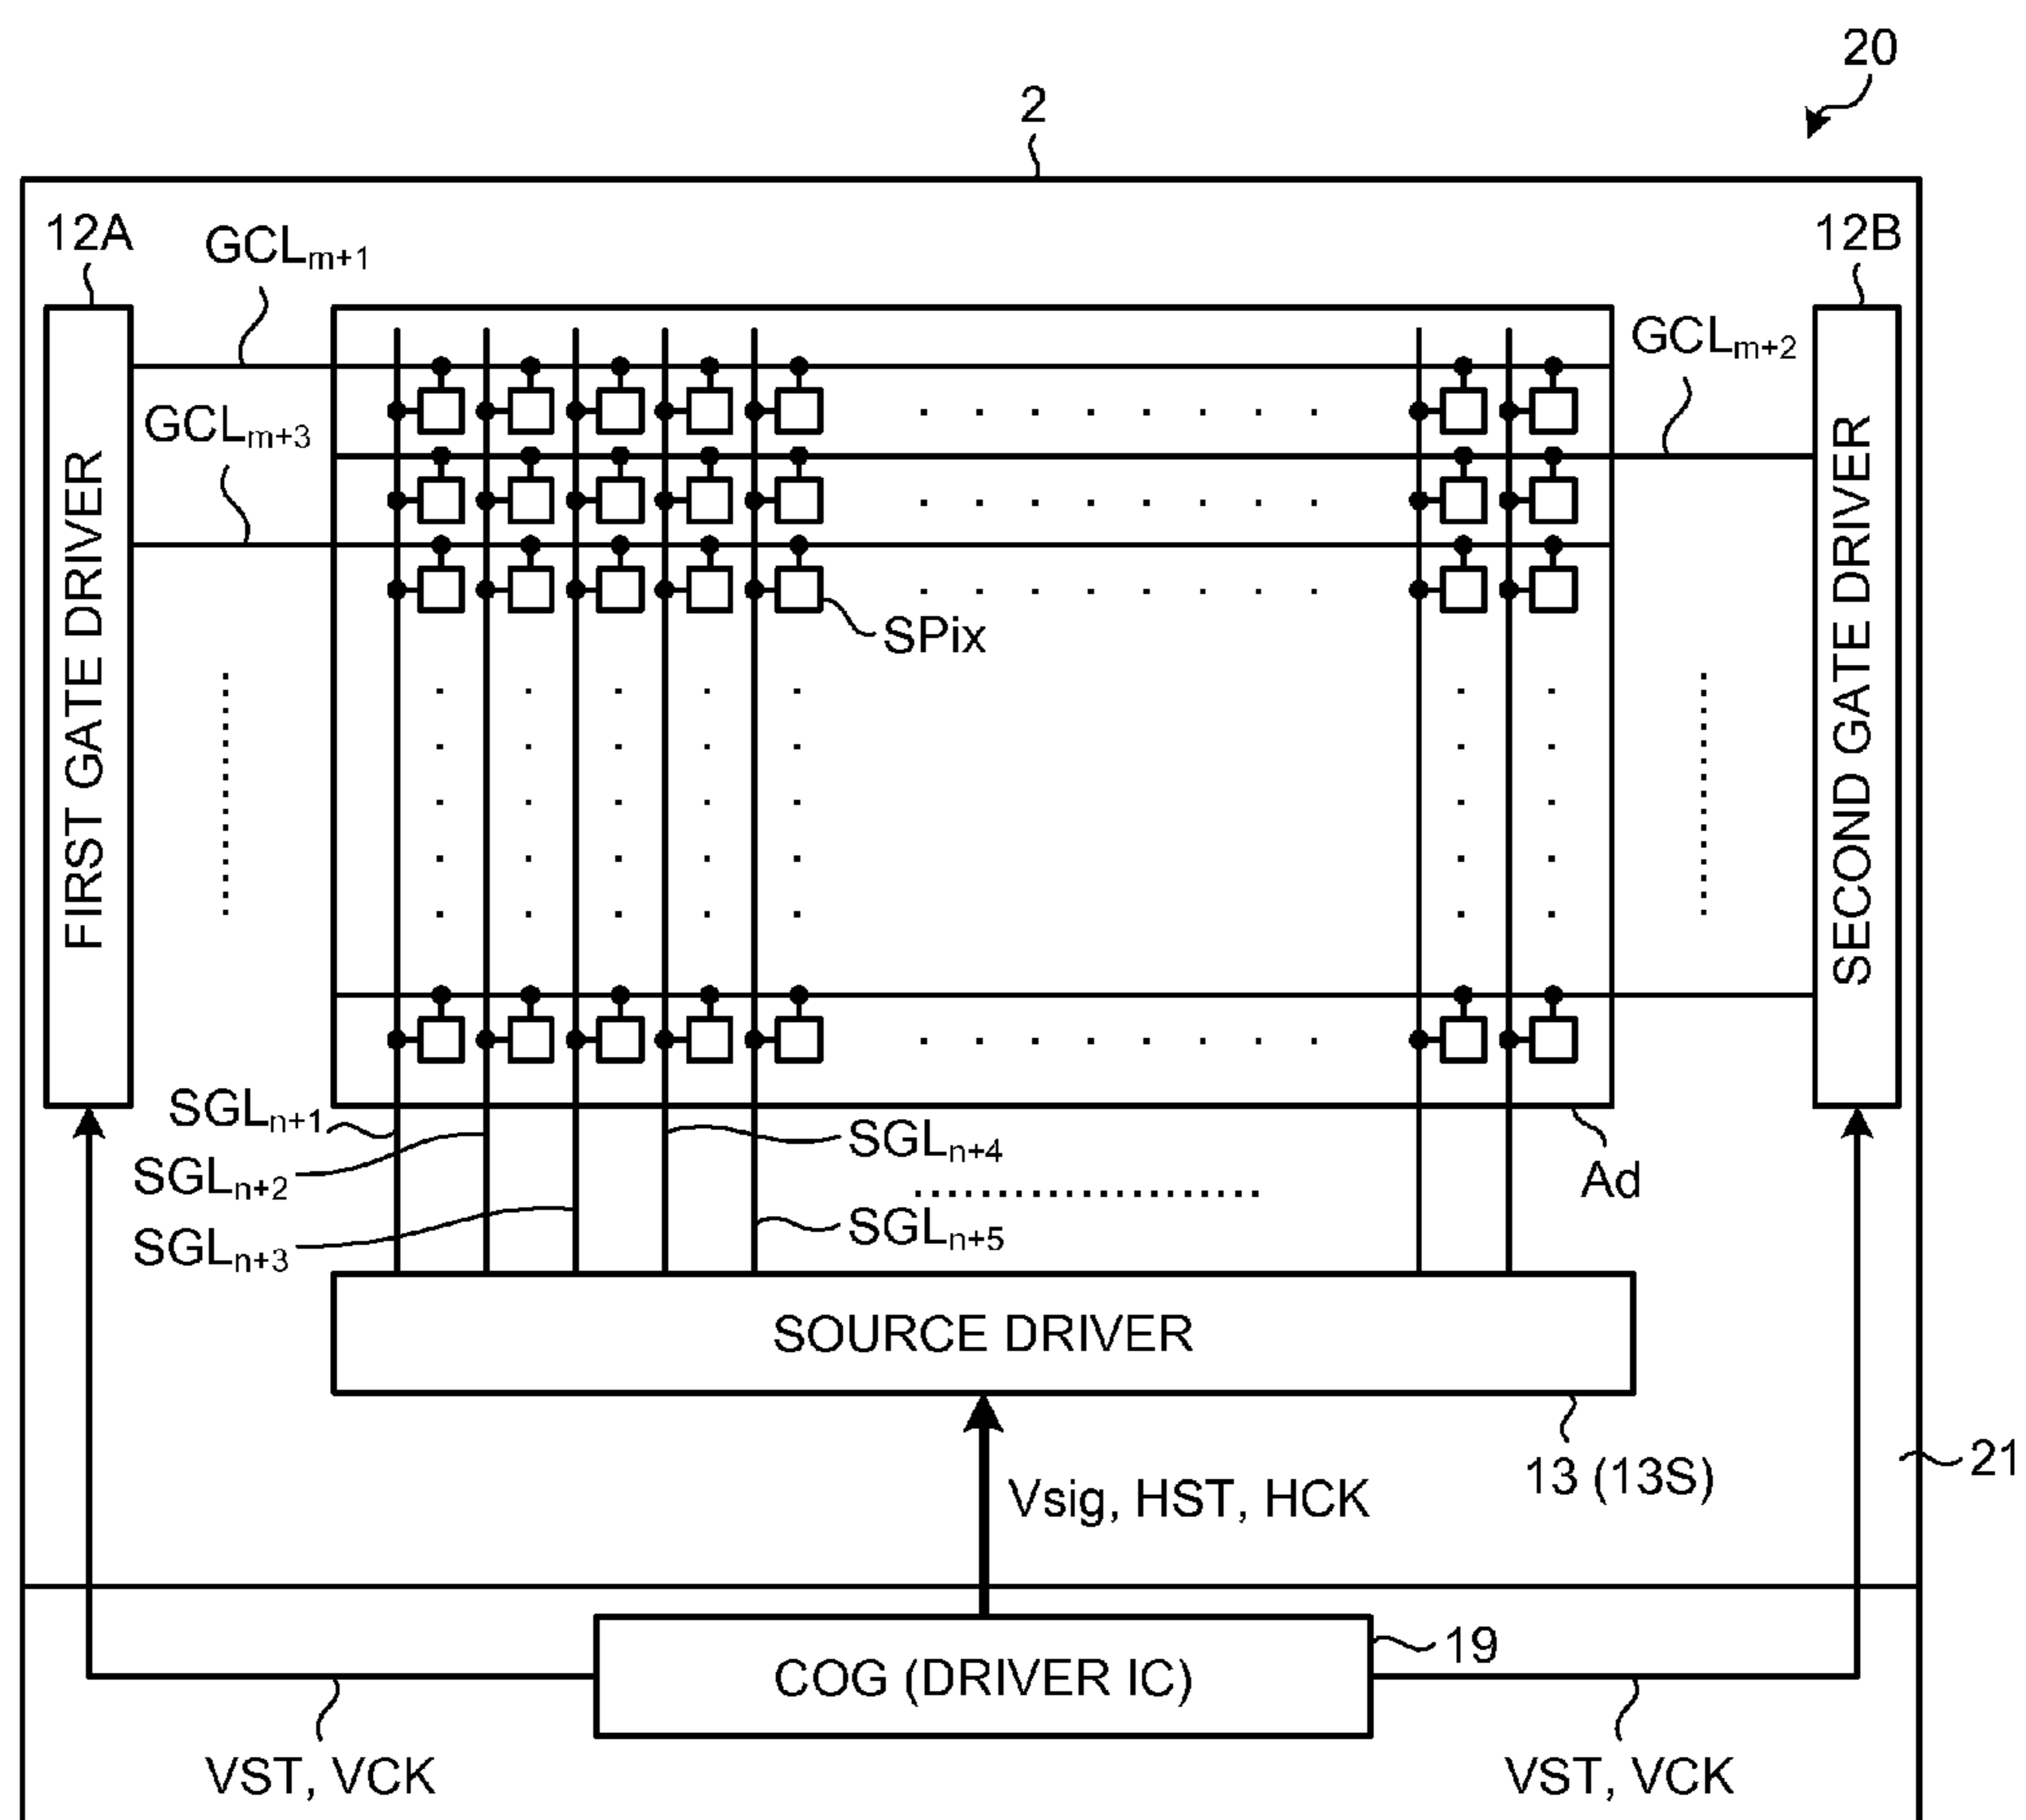 20
2
12A
GCLm+1
12B
GCLm+2
GCLm+3
FIRST GATE DRIVER
SECOND GATE DRIVER
SPix
SGLn+1
SGLn+4
SGLn+2
Ad
SGLn+5
SGLn+3
SOURCE DRIVER
13 (13S)
21
Vsig, HST, HCK
19
COG (DRIVER IC)
VST, VCK
VST, VCK